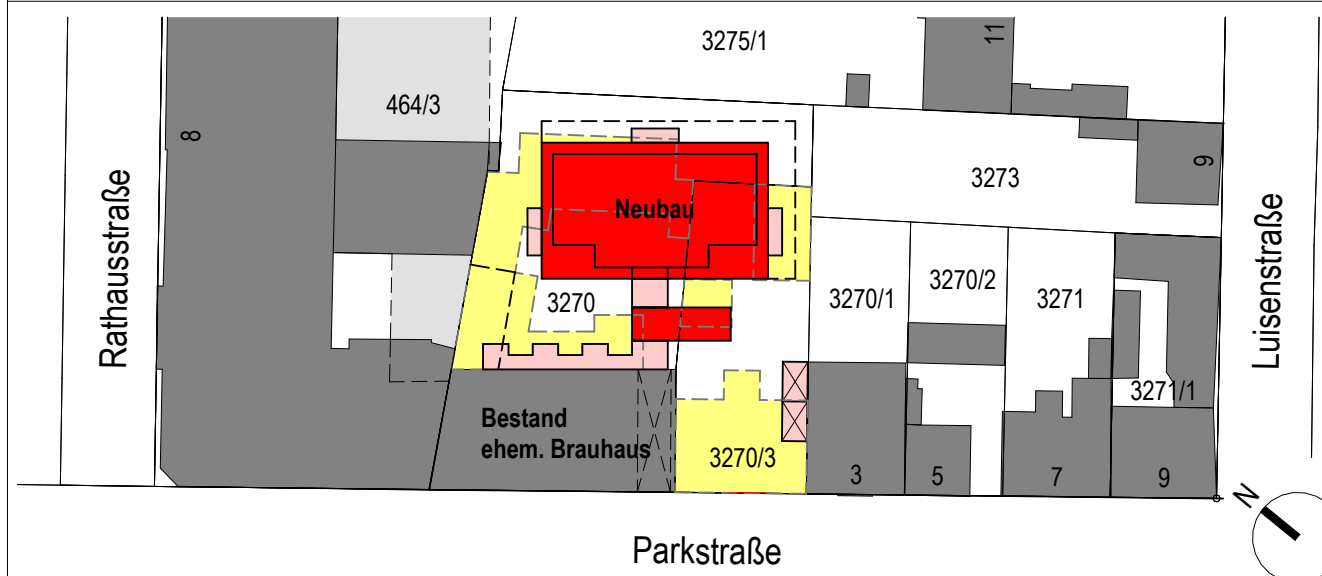 3275/1
11
464/3
8
9
3273
Neubau
Rathausstraße
Luisenstraße
3270
3270/1
3270/2
3271
3271/1
Bestand
ehem. Brauhaus
3270/3
3
5
7
9
N
Parkstraße